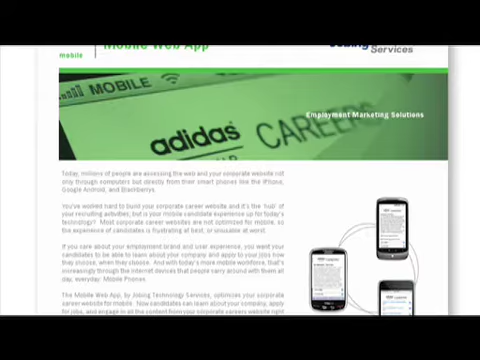 Mobile Web App
mobile
Services
MOBILE
Employment Marketing Solutions
adidas
CAREERS
Today, millions of people are assessing the web and your corporate website not
only through computers but directly from their smart phones like the iPhone,
Google Android, and Blackberrys.
You've worked hard to build your corporate career website and it's the 'hub' of
your recruiting activities, but is your mobile candidate experience up for today's
technology? Most corporate career websites are not optimized for mobile, so
the experience of candidates is frustrating at best, or unusable at worst.
If you care about your employment brand and user experience, you want your
candidates to be able to learn about your company and apply to your jobs how
they choose, when they choose. And with today's more mobile workforce, that's
increasingly through the internet devices that people carry around with them all
day, everyday: Mobile Phones.
The Mobile Web App, by Jobing Technology Services, optimizes your corporate
career website for mobile. Now candidates can learn about your company, apply
for jobs, and engage in all the content from your corporate careers website right